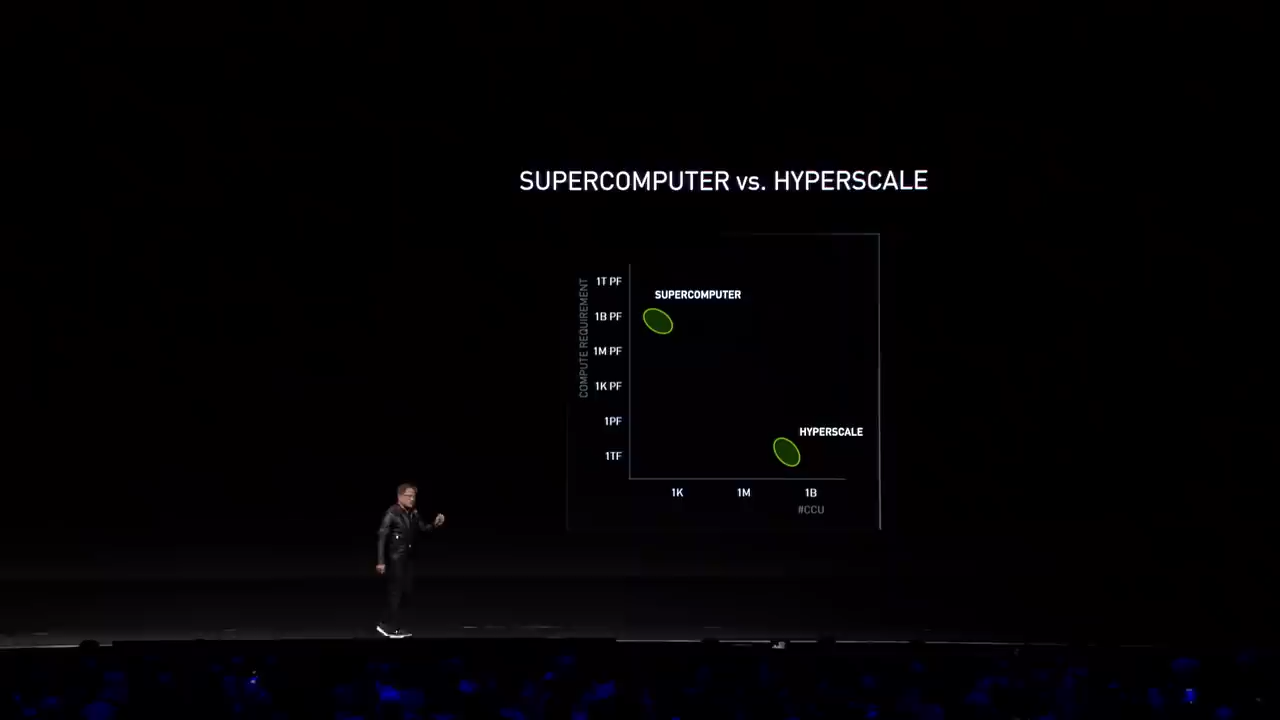 SUPERCOMPUTER vs. HYPERSCALE
COMPUTE REQUIREMENT
1T PF
SUPERCOMPUTER
1B PF
1M PF
1K PF
1PF
HYPERSCALE
1TF
1K
1M
1B
#CCU